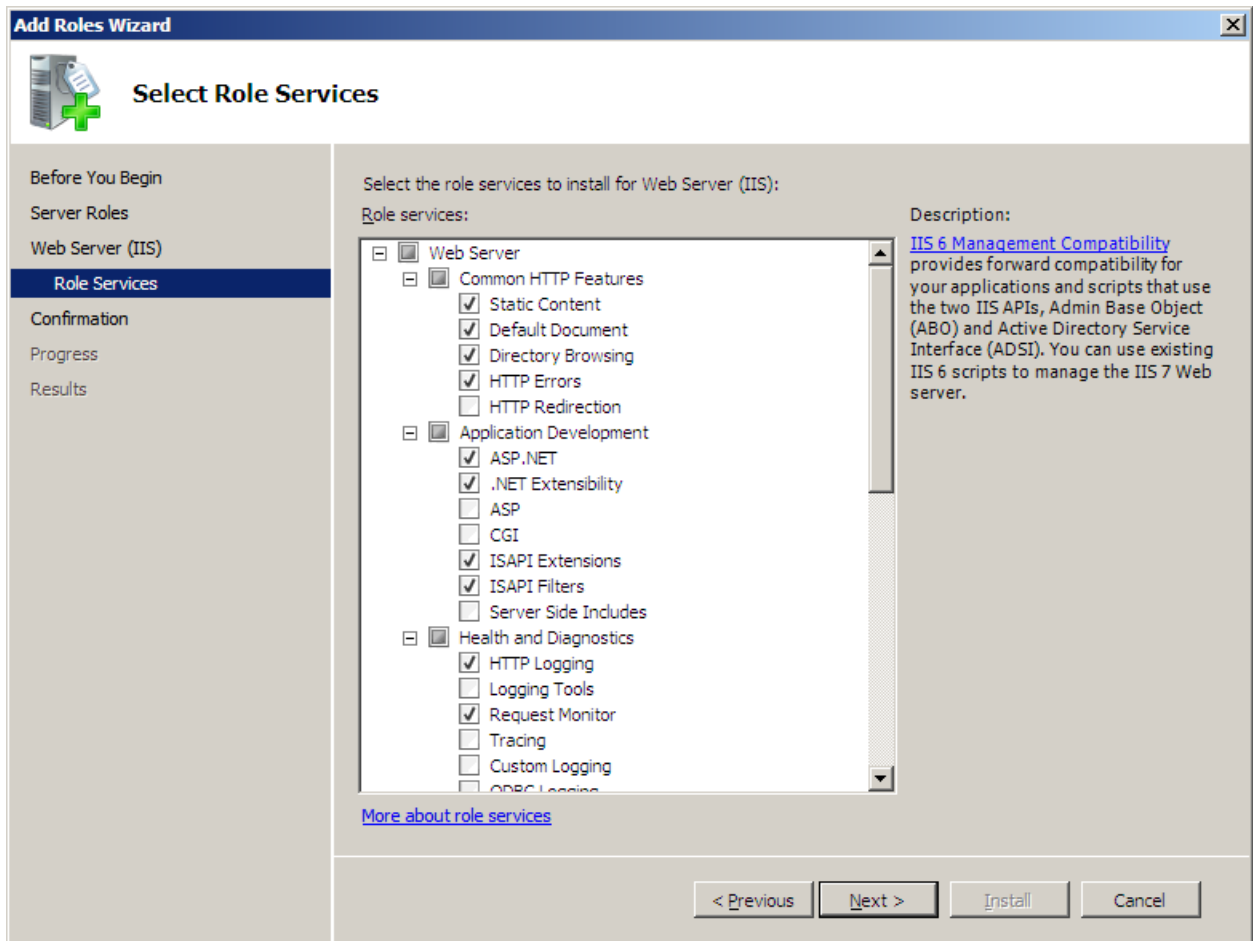 Add Roles Wizard
Select Role Services
Before You Begin
Server Roles
Web Server (IIS)
Role Services
Confirmation
Progress
Results
Select the role services to install for Web Server (IIS):
Role services:
Web Server
Common HTTP Features
Static Content
Default Document
Directory Browsing
HTTP Errors
HTTP Redirection
Application Development
ASP.NET
.NET Extensibility
ASP
CGI
ISAPI Extensions
ISAPI Filters
Server Side Includes
Health and Diagnostics
HTTP Logging
Logging Tools
Request Monitor
Tracing
Custom Logging
ODBC Logging
More about role services
Description:
IIS 6 Management Compatibility
provides forward compatibility for
your applications and scripts that use
the two IIS APIs, Admin Base Object
(ABO) and Active Directory Service
Interface (ADSI). You can use existing
IIS 6 scripts to manage the IIS 7 Web
server.
< Previous
Next >
Install
Cancel